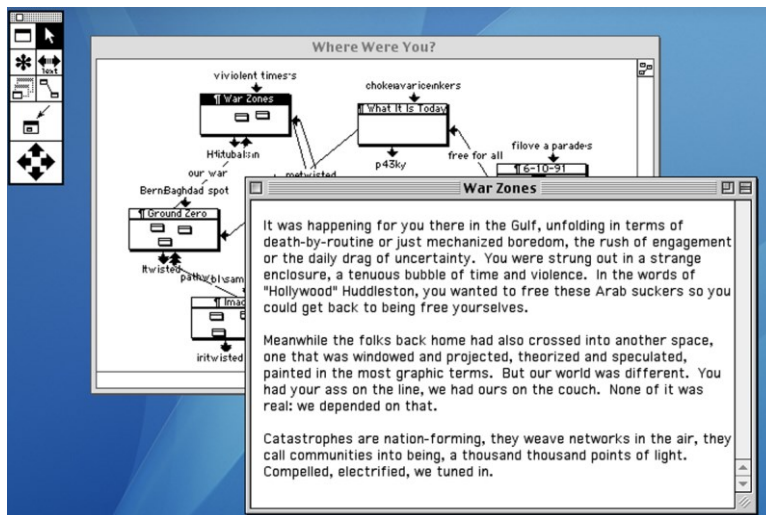 text
Where Were You?
War Zones
our war
What It Is Today
p43ky
free for all
6-10-91
Ground Zero
War Zones
It was happening for you there in the Gulf, unfolding in terms of
death-by-routine or just mechanized boredom, the rush of engagement
or the daily drag of uncertainty. You were strung out in a strange
enclosure, a tenuous bubble of time and violence. In the words of
"Hollywood" Huddleston, you wanted to free these Arab suckers so you
could get back to being free yourselves.
Meanwhile the folks back home had also crossed into another space,
one that was windowed and projected, theorized and speculated,
painted in the most graphic terms. But our world was different. You
had your ass on the line, we had ours on the couch. None of it was
real: we depended on that.
Catastrophes are nation-forming, they weave networks in the air, they
call communities into being, a thousand thousand points of light.
Compelled, electrified, we tuned in.